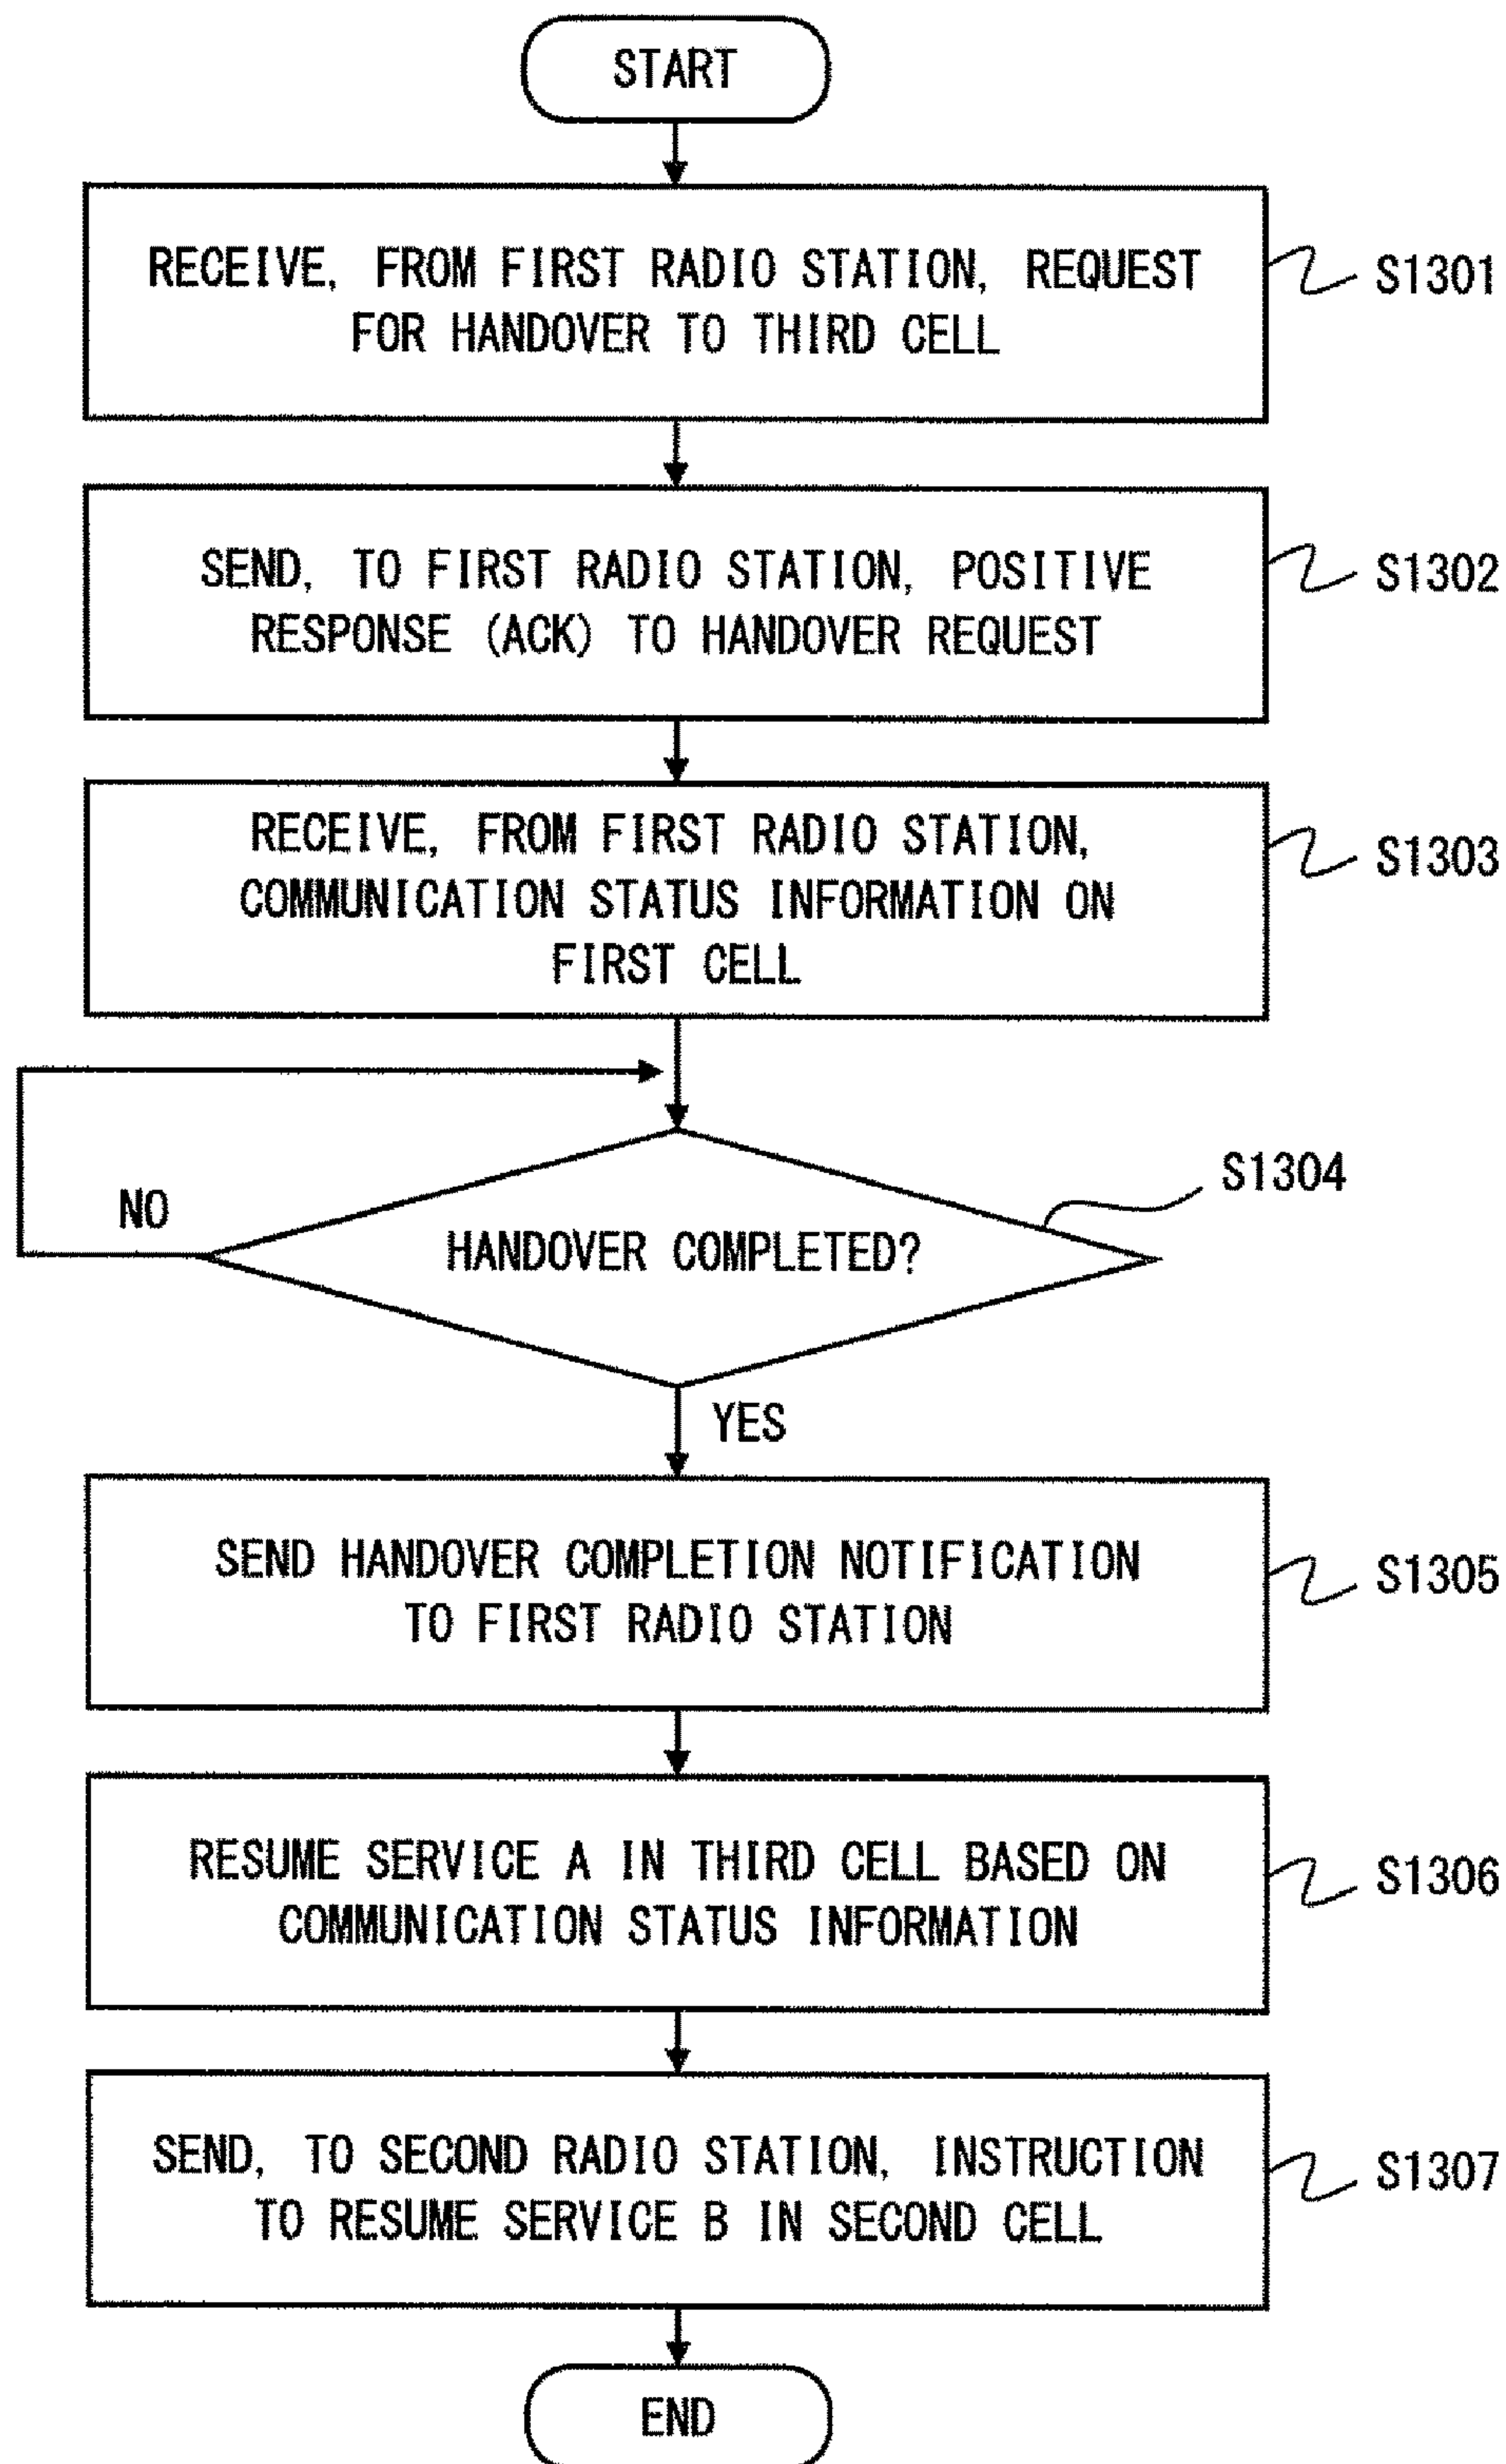 START
RECEIVE, FROM FIRST RADIO STATION, REQUEST
FOR HANDOVER TO THIRD CELL
S1301
SEND, TO FIRST RADIO STATION, POSITIVE
RESPONSE (ACK) TO HANDOVER REQUEST
S1302
RECEIVE, FROM FIRST RADIO STATION,
COMMUNICATION STATUS INFORMATION ON
FIRST CELL
S1303
S1304
NO
HANDOVER COMPLETED?
YES
SEND HANDOVER COMPLETION NOTIFICATION
TO FIRST RADIO STATION
S1305
RESUME SERVICE A IN THIRD CELL BASED ON
COMMUNICATION STATUS INFORMATION
S1306
SEND, TO SECOND RADIO STATION, INSTRUCTION
TO RESUME SERVICE B IN SECOND CELL
S1307
END